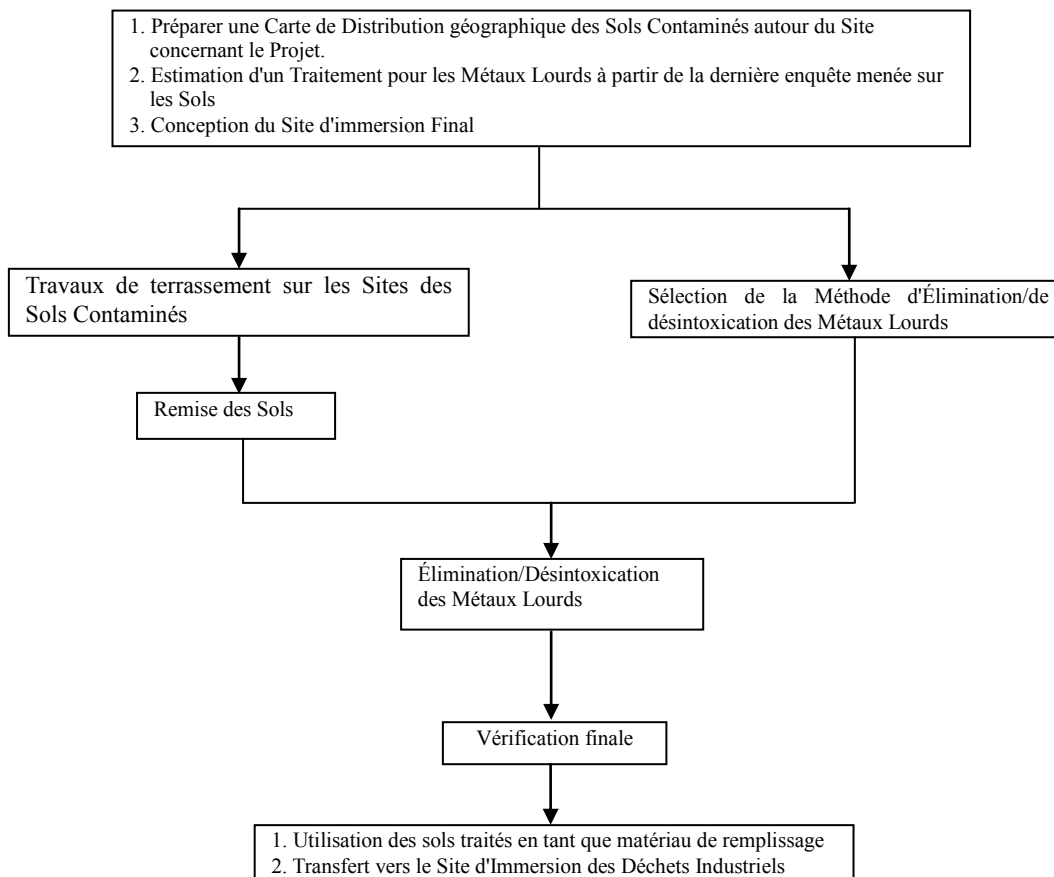 1. Préparer une Carte de Distribution géographique des Sols Contaminés autour du Site
concernant le Projet.
2. Estimation d'un Traitement pour les Métaux Lourds à partir de la dernière enquête menée sur
les Sols
3. Conception du Site d'immersion Final
Travaux de terrassement sur les Sites des
Sols Contaminés
Sélection de la Méthode d'Élimination/de
désintoxication des Métaux Lourds
Remise des Sols
Élimination/Désintoxication
des Métaux Lourds
Vérification finale
1. Utilisation des sols traités en tant que matériau de remplissage
2. Transfert vers le Site d'Immersion des Déchets Industriels